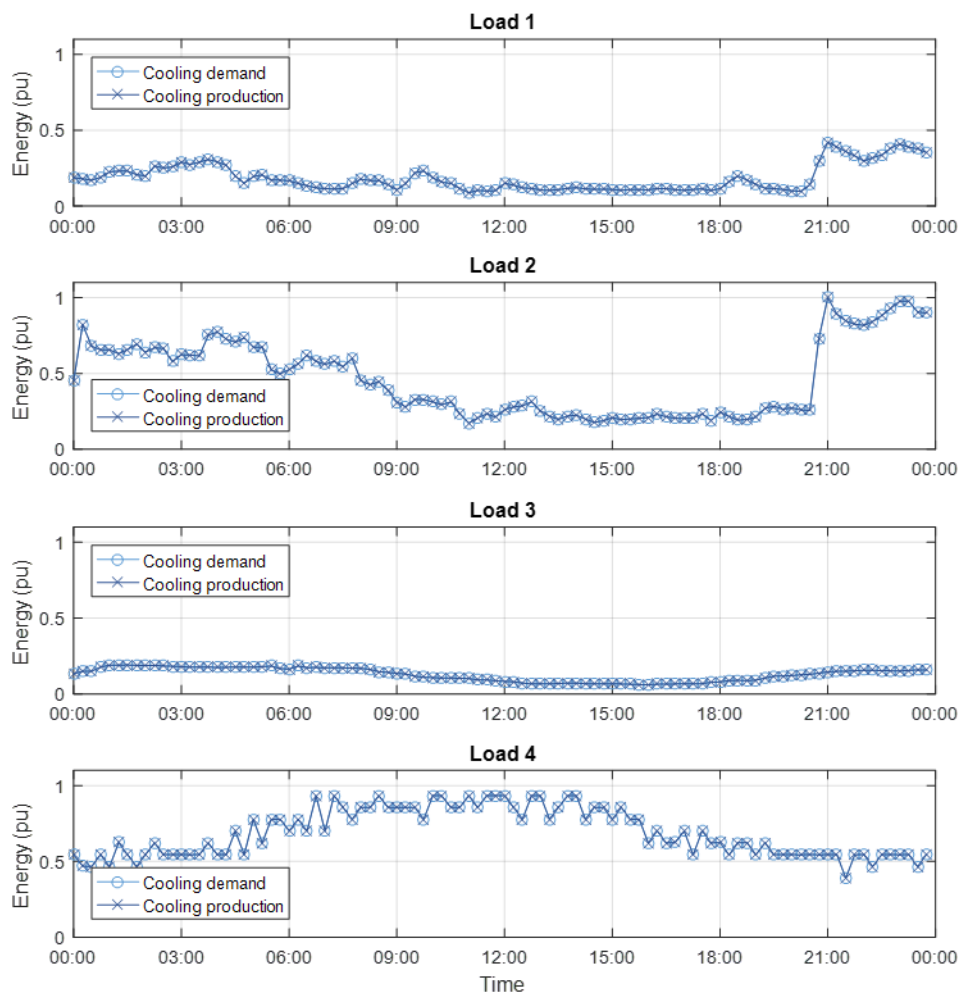 Load 1
Energy (pu)
1
0.5
0
Cooling demand
Cooling production
00:00 03:00 06:00 09:00 12:00 15:00 18:00 21:00 00:00
Load 2
Energy (pu)
1
0.5
0
Cooling demand
Cooling production
00:00 03:00 06:00 09:00 12:00 15:00 18:00 21:00 00:00
Load 3
Energy (pu)
1
0.5
0
Cooling demand
Cooling production
00:00 03:00 06:00 09:00 12:00 15:00 18:00 21:00 00:00
Load 4
Energy (pu)
1
0.5
0
Cooling demand
Cooling production
00:00 03:00 06:00 09:00 12:00 15:00 18:00 21:00 00:00
Time